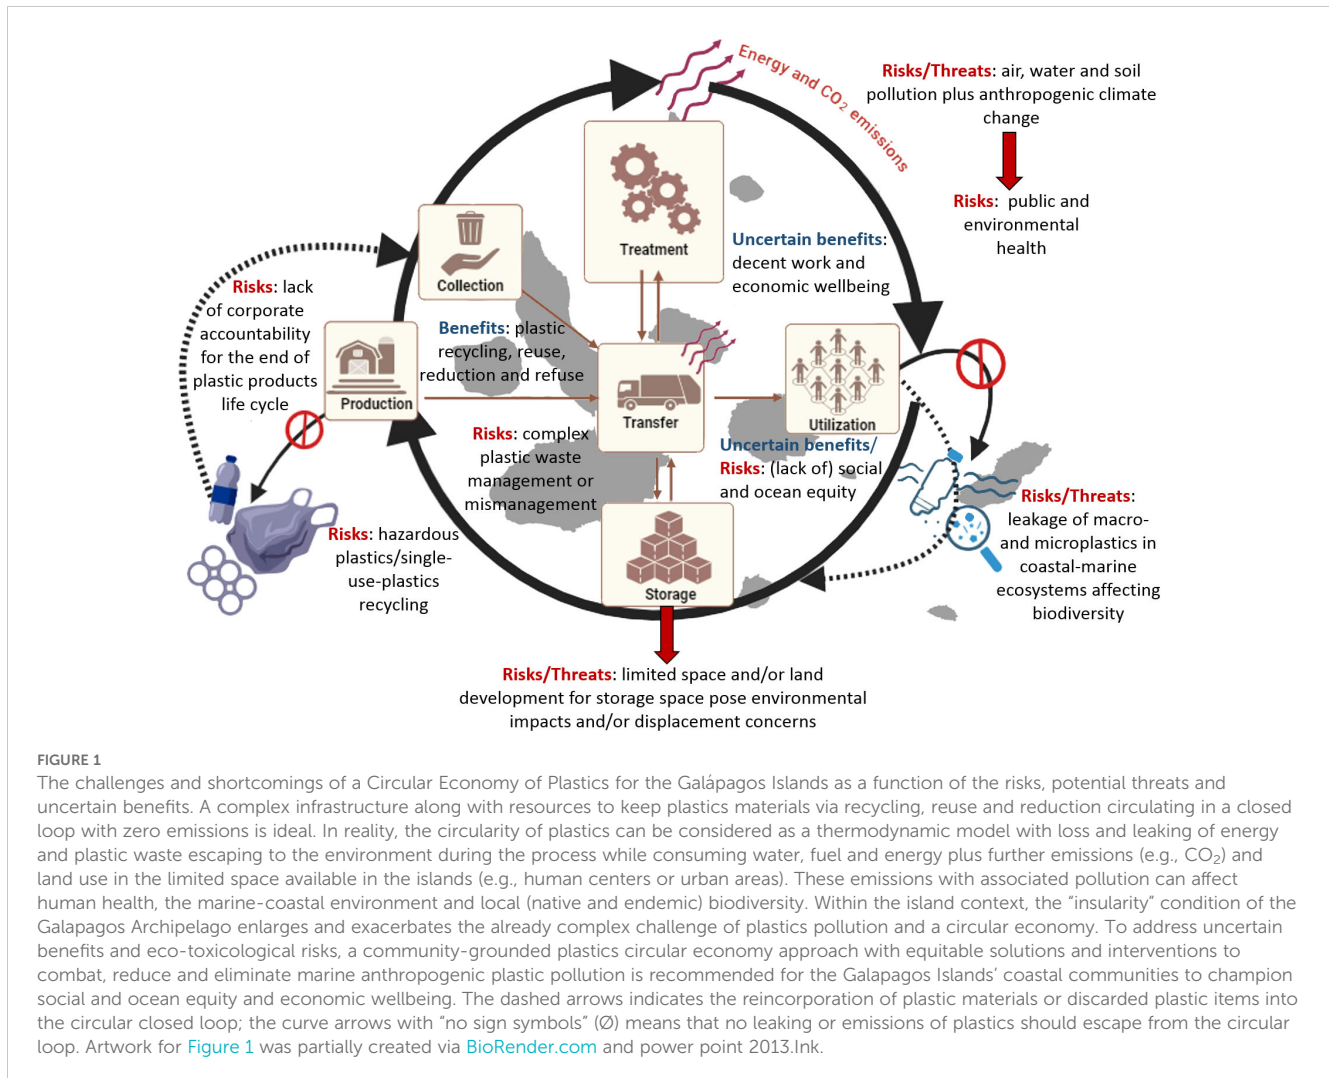 Energy and CO₂ emissions
Risks/Threats: air, water and soil
pollution plus anthropogenic climate
change
Risks: public and
environmental
health
Treatment
Uncertain benefits:
decent work and
economic wellbeing
Collection
Risks: lack
of corporate
accountability
for the end of
plastic products
life cycle
Benefits: plastic
recycling, reuse,
reduction and refuse
Production
Transfer
Utilization
Risks: complex
plastic waste
management or
mismanagement
Uncertain benefits/
Risks: (lack of) social
and ocean equity
Risks: hazardous
plastics/single-
use-plastics
recycling
Storage
Risks/Threats:
leakage of macro-
and microplastics in
coastal-marine
ecosystems affecting
biodiversity
Risks/Threats: limited space and/or land
development for storage space pose environmental
impacts and/or displacement concerns
FIGURE 1
The challenges and shortcomings of a Circular Economy of Plastics for the Galápagos Islands as a function of the risks, potential threats and
uncertain benefits. A complex infrastructure along with resources to keep plastics materials via recycling, reuse and reduction circulating in a closed
loop with zero emissions is ideal. In reality, the circularity of plastics can be considered as a thermodynamic model with loss and leaking of energy
and plastic waste escaping to the environment during the process while consuming water, fuel and energy plus further emissions (e.g., CO₂) and
land use in the limited space available in the islands (e.g., human centers or urban areas). These emissions with associated pollution can affect
human health, the marine-coastal environment and local (native and endemic) biodiversity. Within the island context, the “insularity” condition of the
Galapagos Archipelago enlarges and exacerbates the already complex challenge of plastics pollution and a circular economy. To address uncertain
benefits and eco-toxicological risks, a community-grounded plastics circular economy approach with equitable solutions and interventions to
combat, reduce and eliminate marine anthropogenic plastic pollution is recommended for the Galapagos Islands’ coastal communities to champion
social and ocean equity and economic wellbeing. The dashed arrows indicates the reincorporation of plastic materials or discarded plastic items into
the circular closed loop; the curve arrows with “no sign symbols” (Ø) means that no leaking or emissions of plastics should escape from the circular
loop. Artwork for Figure 1 was partially created via BioRender.com and power point 2013.Ink.